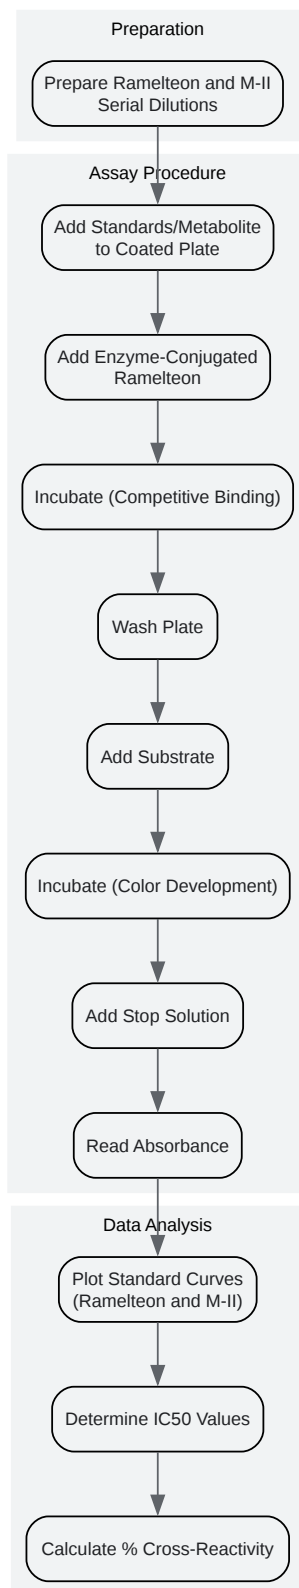 Preparation
Prepare Ramelteon and M-II
Serial Dilutions
Assay Procedure
Add Standards/Metabolite
to Coated Plate
Add Enzyme-Conjugated
Ramelteon
Incubate (Competitive Binding)
Wash Plate
Add Substrate
Incubate (Color Development)
Add Stop Solution
Read Absorbance
Data Analysis
Plot Standard Curves
(Ramelteon and M-II)
Determine IC50 Values
Calculate % Cross-Reactivity